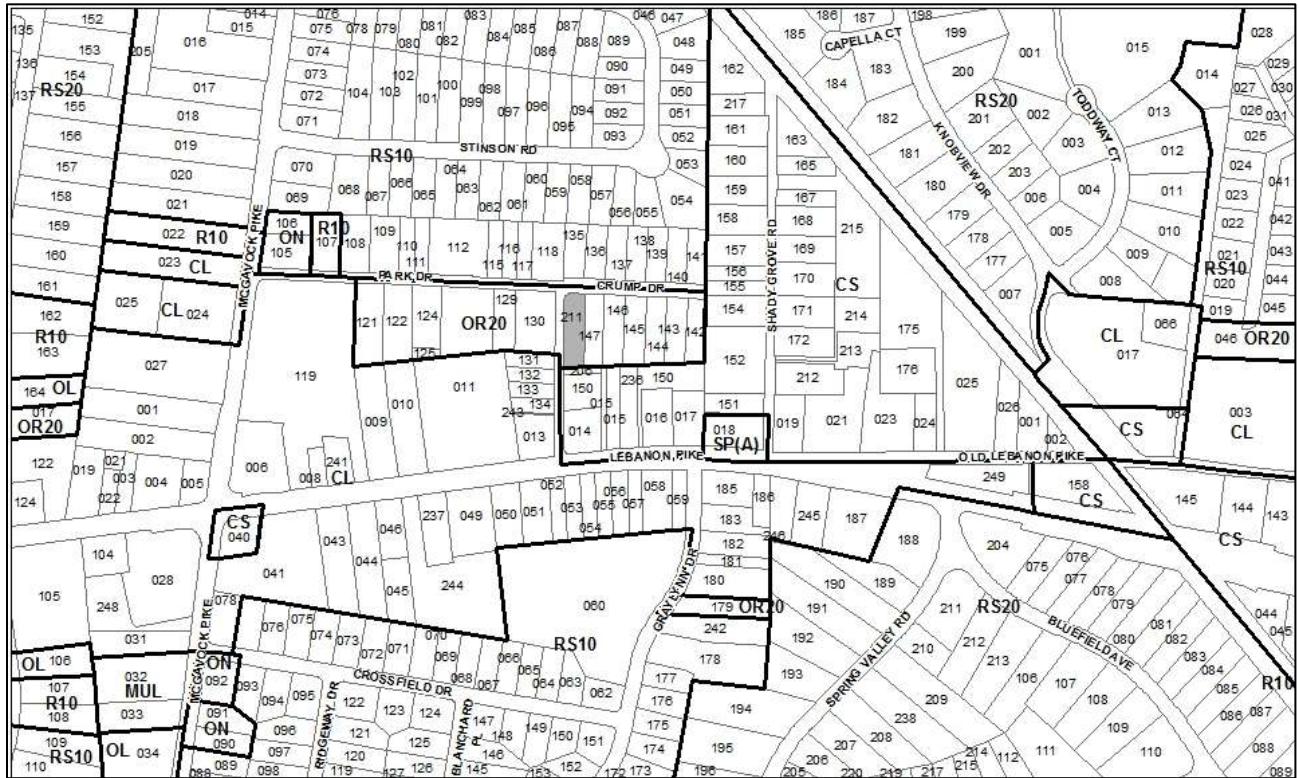 152 014 076 083 087 046 047 186 187 198 028
135 016 015 075 078 079 081 084 085 088 089 048 185 CAPELLA CT 199 001 015 029
153 205 074 080 082 086 183 200
136 154 017 073 102 098 090 049 162 184 RS20 002 014 027 030
RS20 072 104 103 101 100 099 097 096 094 091 050 217 182 201 013 026 031
137 155 018 071 095 092 051 161 163 KNOBVIEW DR 202 003 TODDWAY CT 025
156 019 STINSON RD 093 052 160 165 181 203 012 024
157 020 070 RS10 064 053 159 167 180 006 004 011 023 041
158 021 069 068 067 066 065 063 062 061 060 059 058 057 056 055 054 158 168 215 179 005 010 022 042
159 022 R10 106 ON R10 107 108 109 110 112 116 118 135 136 138 139 141 157 169 178 009 021 043
160 023 CL 105 111 115 117 137 140 156 170 CS 177 008 RS10 020 044
161 MCGAVOCK PIKE PARK DR CRUMP DR 155 SHADY GROVE RD 007 019 045
162 025 CL 024 121 122 124 OR20 129 130 211 147 146 145 143 142 154 171 214 175 CL 066 046 OR20
R10 163 027 125 131 144 152 172 213 176 017
164 OL 119 011 132 206 150 236 150 212 025 003
017 001 010 133 015 151 026 064 CL
OR20 002 009 243 134 014 015 016 017 018 019 021 023 024 001 CS
122 019 021 003 004 005 006 008 241 013 SP(A) 002
022 CL LEBANON PIKE OLD LEBANON PIKE
124 052 056 058 185 186 249 158 145 144 143
CS 237 049 050 051 053 055 057 059 183 245 187 CS CS
040 043 046 054 182 246 188 204 076
104 028 041 044 045 244 181 190 189 075 077 078
105 248 078 060 180 191 211 RS20 079 044
031 076 075 074 073 070 GRAYLYNN DR 179 OR20 SPRING VALLEY RD BLUEFIELD AVE 080 081 045
OL 106 032 ON 072 071 069 066 RS10 242 192 210 212 082
107 MUL MCGAVOCK PIKE 092 093 CROSSFIELD DR 068 067 065 064 063 062 178 193 213 083 084 R10
R10 108 033 091 094 095 RIDGEWAY DR 122 123 124 BLANCHARD PL 147 177 194 209 106 107 108 085
109 ON 096 121 125 148 149 150 151 176 238 109 086 087
RS10 OL 034 090 097 120 146 175 195 207 208 214 111 110 088
110 088 089 098 119 127 126 145 153 152 172 174 173 196 205 206 220 219 217 215 112 089